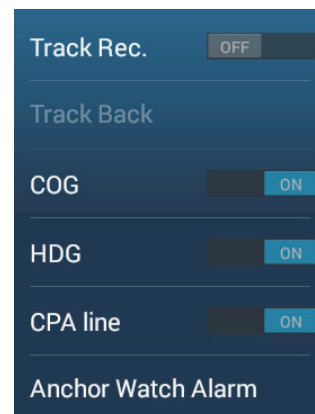 Track Rec. OFF
Track Back
COG ON
HDG ON
CPA line ON
Anchor Watch Alarm